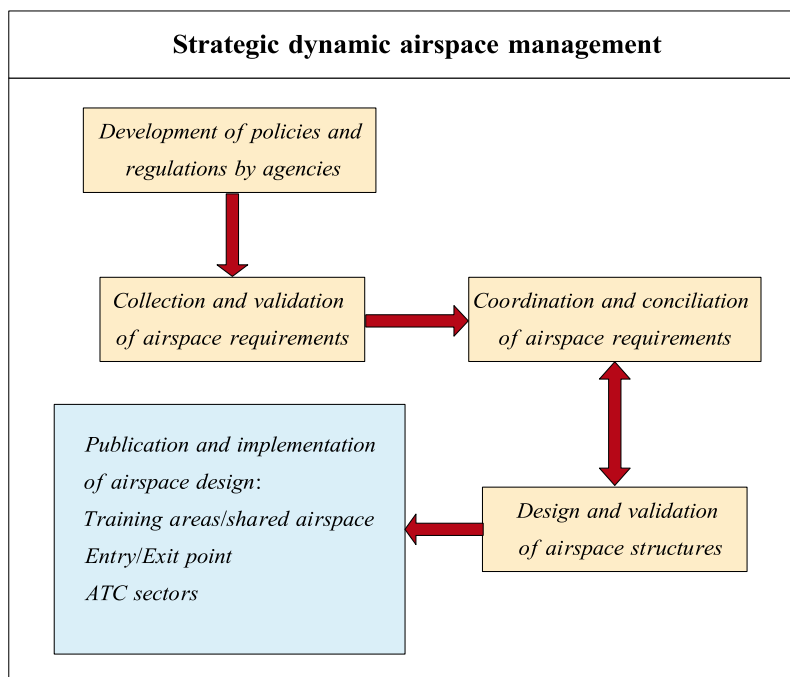 Strategic dynamic airspace management
Development of policies and
regulations by agencies
Collection and validation
of airspace requirements
Coordination and conciliation
of airspace requirements
Publication and implementation
of airspace design:
Training areas/shared airspace
Entry/Exit point
ATC sectors
Design and validation
of airspace structures